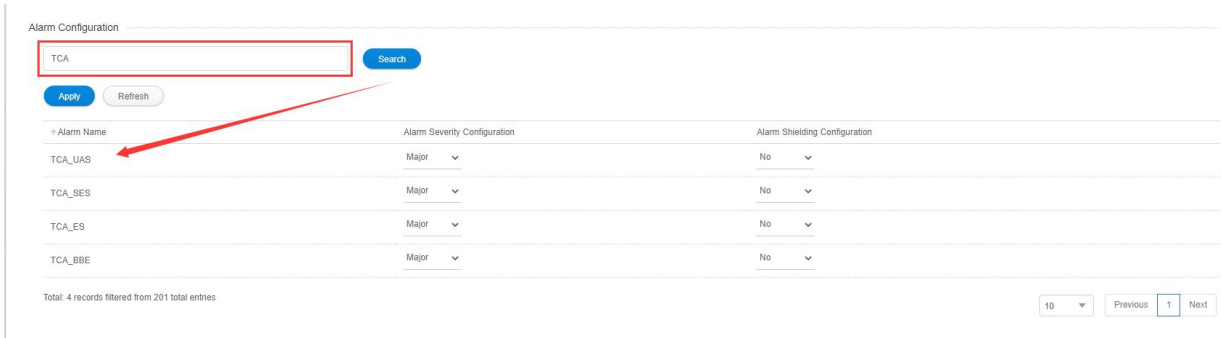 Alarm Configuration
TCA Search
Apply Refresh
Alarm Name Alarm Severity Configuration Alarm Shielding Configuration
TCA_UAS Major No
TCA_SES Major No
TCA_ES Major No
TCA_BBE Major No
Total: 4 records filtered from 201 total entries
10 Previous 1 Next